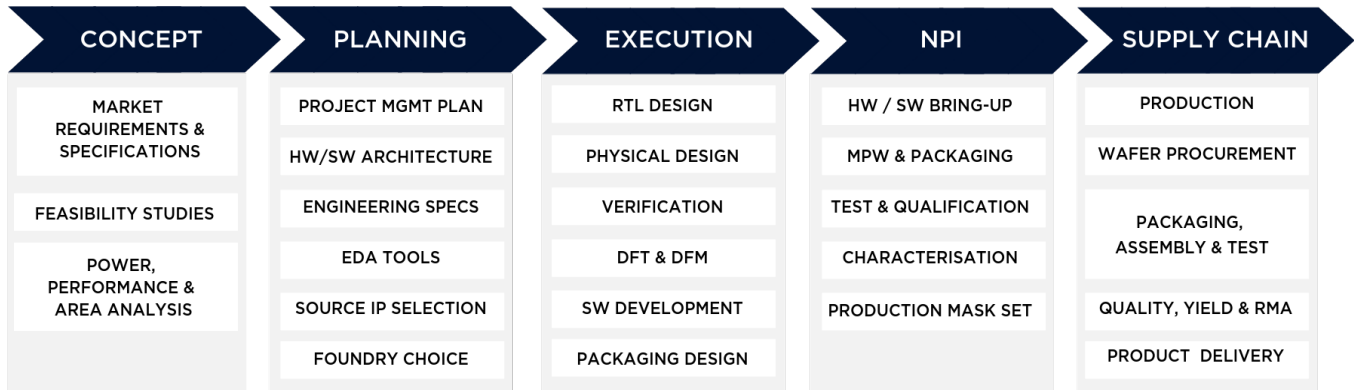 CONCEPT
MARKET
REQUIREMENTS &
SPECIFICATIONS
FEASIBILITY STUDIES
POWER,
PERFORMANCE &
AREA ANALYSIS
PLANNING
PROJECT MGMT PLAN
HW/SW ARCHITECTURE
ENGINEERING SPECS
EDA TOOLS
SOURCE IP SELECTION
FOUNDRY CHOICE
EXECUTION
RTL DESIGN
PHYSICAL DESIGN
VERIFICATION
DFT & DFM
SW DEVELOPMENT
PACKAGING DESIGN
NPI
HW / SW BRING-UP
MPW & PACKAGING
TEST & QUALIFICATION
CHARACTERISATION
PRODUCTION MASK SET
SUPPLY CHAIN
PRODUCTION
WAFER PROCUREMENT
PACKAGING,
ASSEMBLY & TEST
QUALITY, YIELD & RMA
PRODUCT DELIVERY